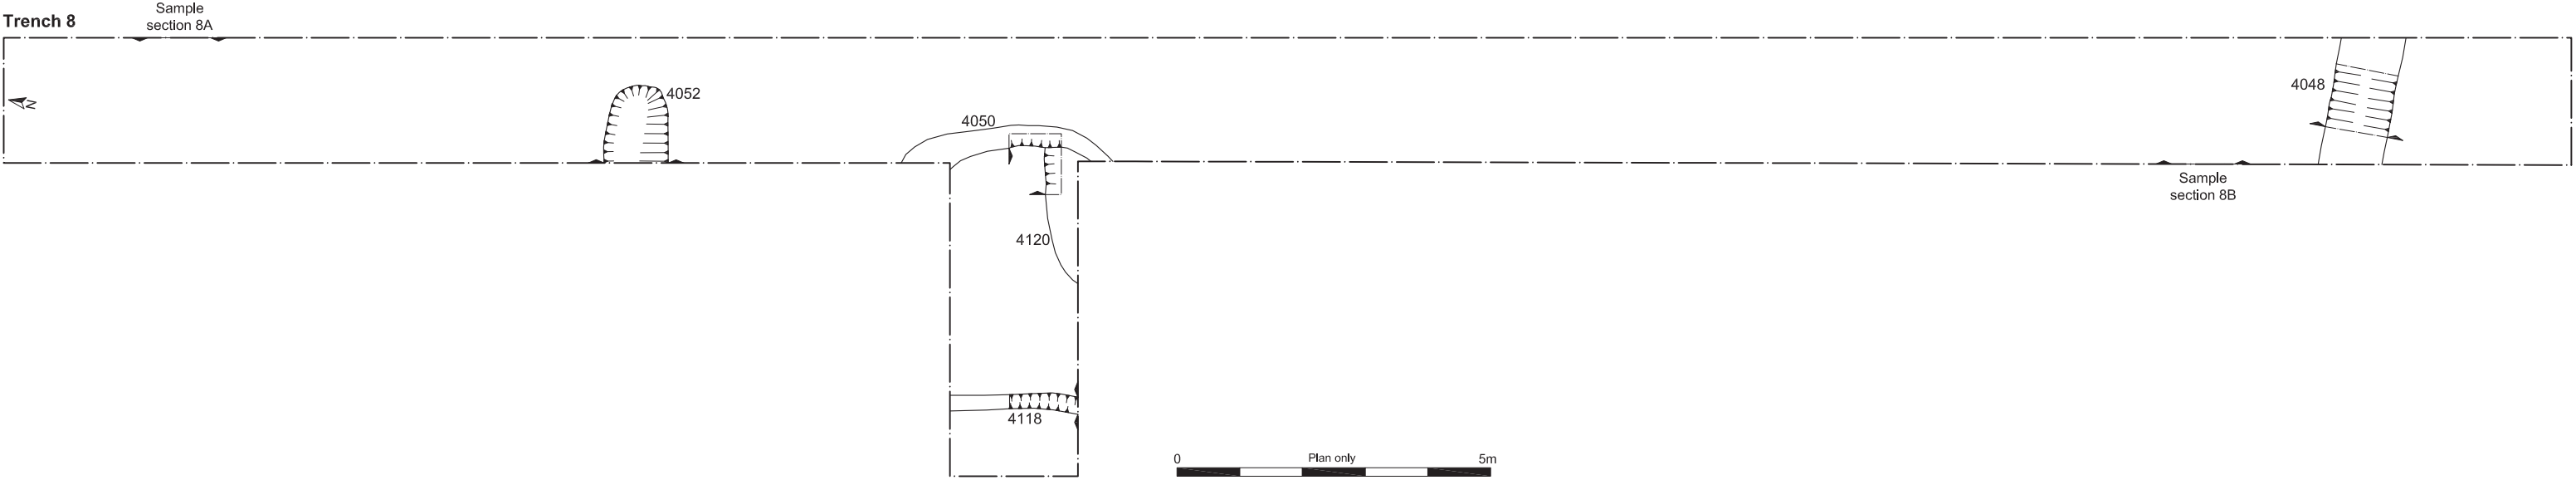 Trench 8
Sample
section 8A
N
4052
4050
4048
4120
Sample
section 8B
4118
0
Plan only
5m